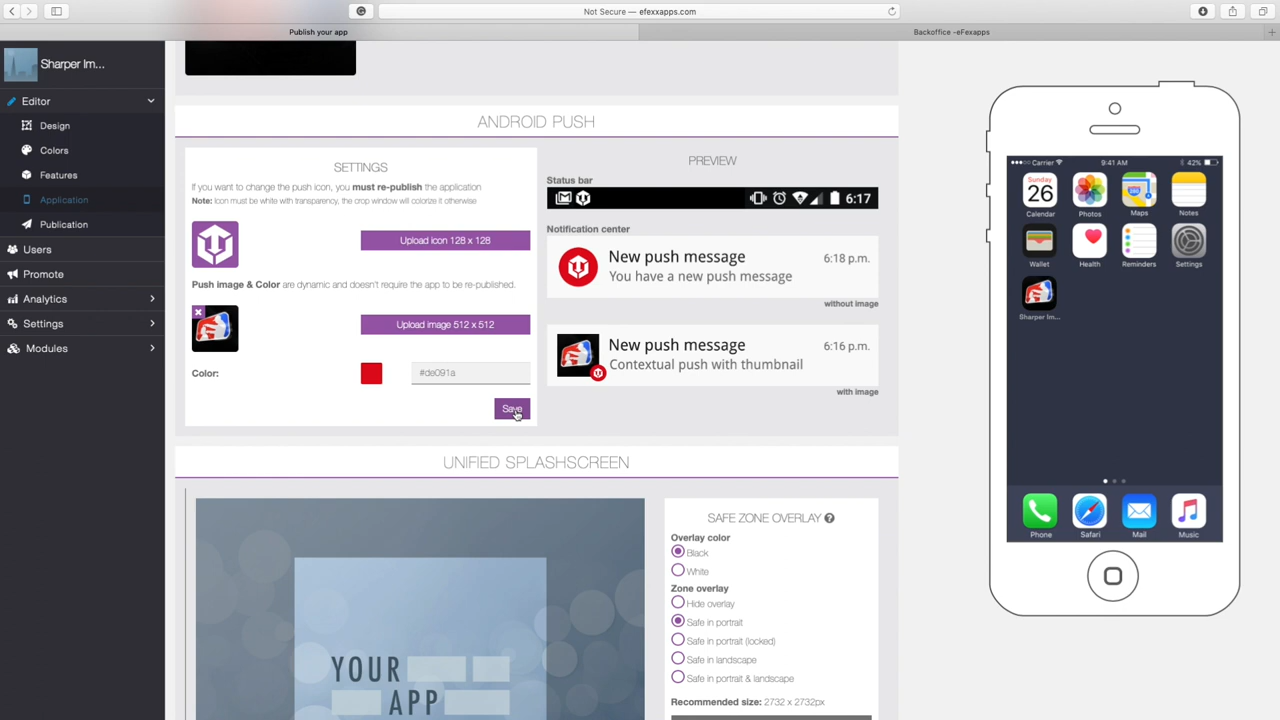 Not Secure — efexxapps.com
Publish your app
Backoffice -eFexapps
Sharper Im...
Editor
Design
Colors
Features
Application
Publication
Users
Promote
Analytics
Settings
Modules
ANDROID PUSH
SETTINGS
If you want to change the push icon, you must re-publish the application
Note: Icon must be white with transparency, the crop window will colorize it otherwise
Upload icon 128 x 128
Push image & Color are dynamic and doesn't require the app to be re-published.
Upload image 512 x 512
Color:
#de091a
Save
PREVIEW
Status bar
6:17
Notification center
New push message
6:18 p.m.
You have a new push message
without image
New push message
6:16 p.m.
Contextual push with thumbnail
with image
UNIFIED SPLASHSCREEN
YOUR
APP
SAFE ZONE OVERLAY
Overlay color
Black
White
Zone overlay
Hide overlay
Safe in portrait
Safe in portrait (locked)
Safe in landscape
Safe in portrait & landscape
Recommended size: 2732 x 2732px
Carrier
9:41 AM
42%
Sunday
26
Calendar
Photos
Maps
Notes
Wallet
Health
Reminders
Settings
Sharper Im...
Phone
Safari
Mail
Music